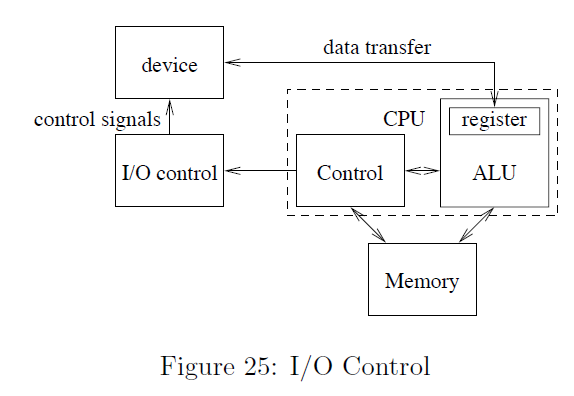 data transfer
device
control signals
CPU
register
I/O control
Control
ALU
Memory
Figure 25: I/O Control